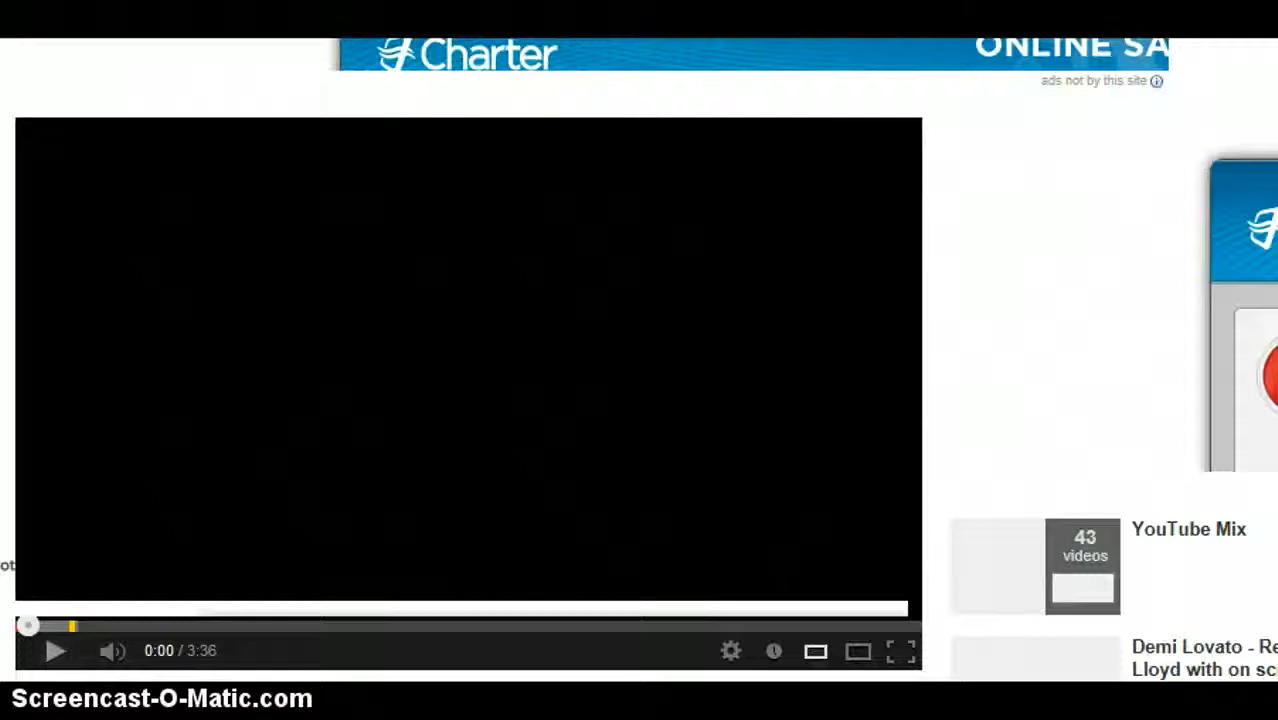 Charter
ONLINE SA
ads not by this site
43
videos
YouTube Mix
ot
0:00 / 3:36
Demi Lovato - Re
Lloyd with on sc
Screencast-O-Matic.com